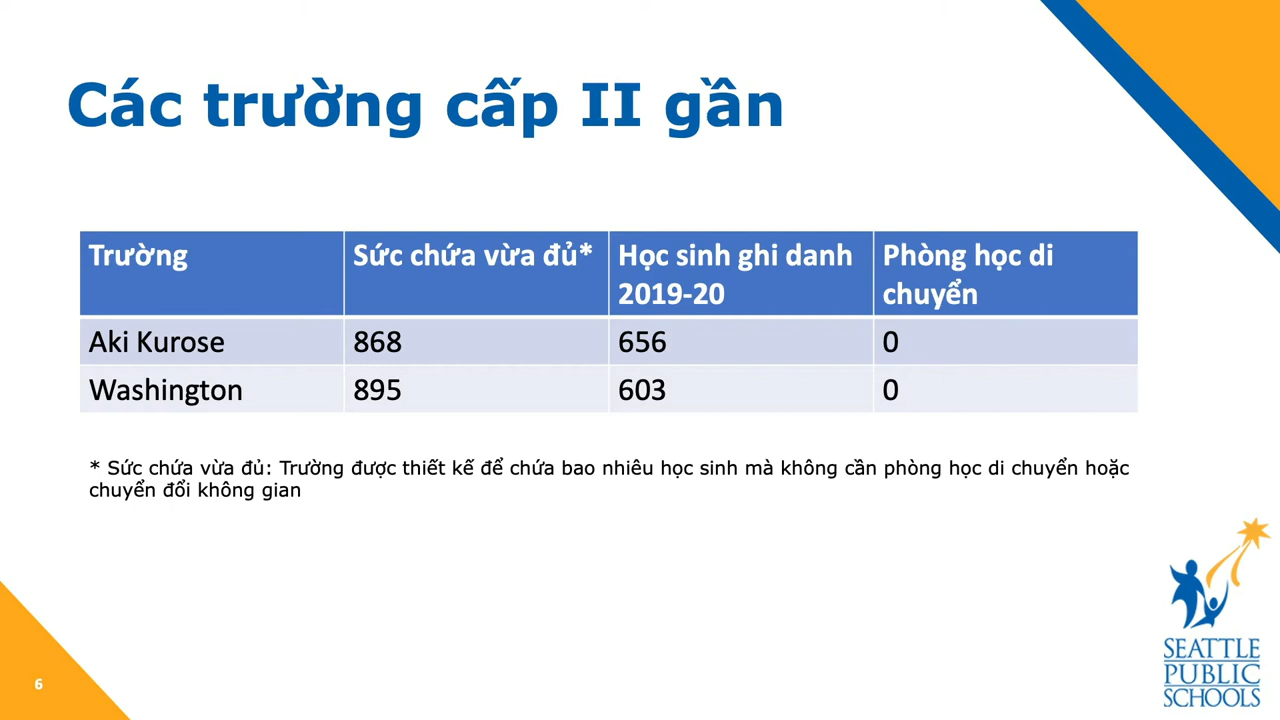 Các trường cấp II gần
Trường
Sức chứa vừa đủ*
Học sinh ghi danh
2019-20
Phòng học di
chuyển
Aki Kurose
868
656
0
Washington
895
603
0
* Sức chứa vừa đủ: Trường được thiết kế để chứa bao nhiêu học sinh mà không cần phòng học di chuyển hoặc
chuyển đổi không gian
6
SEATTLE
PUBLIC
SCHOOLS